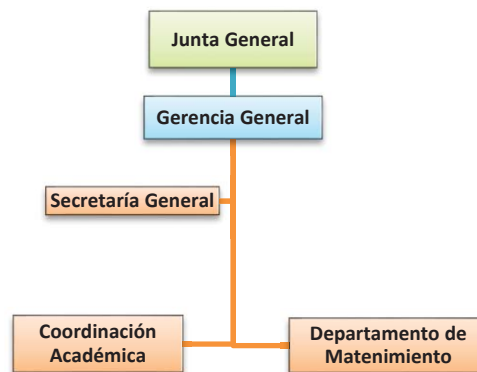 Junta General
Gerencia General
Secretaría General
Coordinación
Académica
Departamento de
Matenimiento